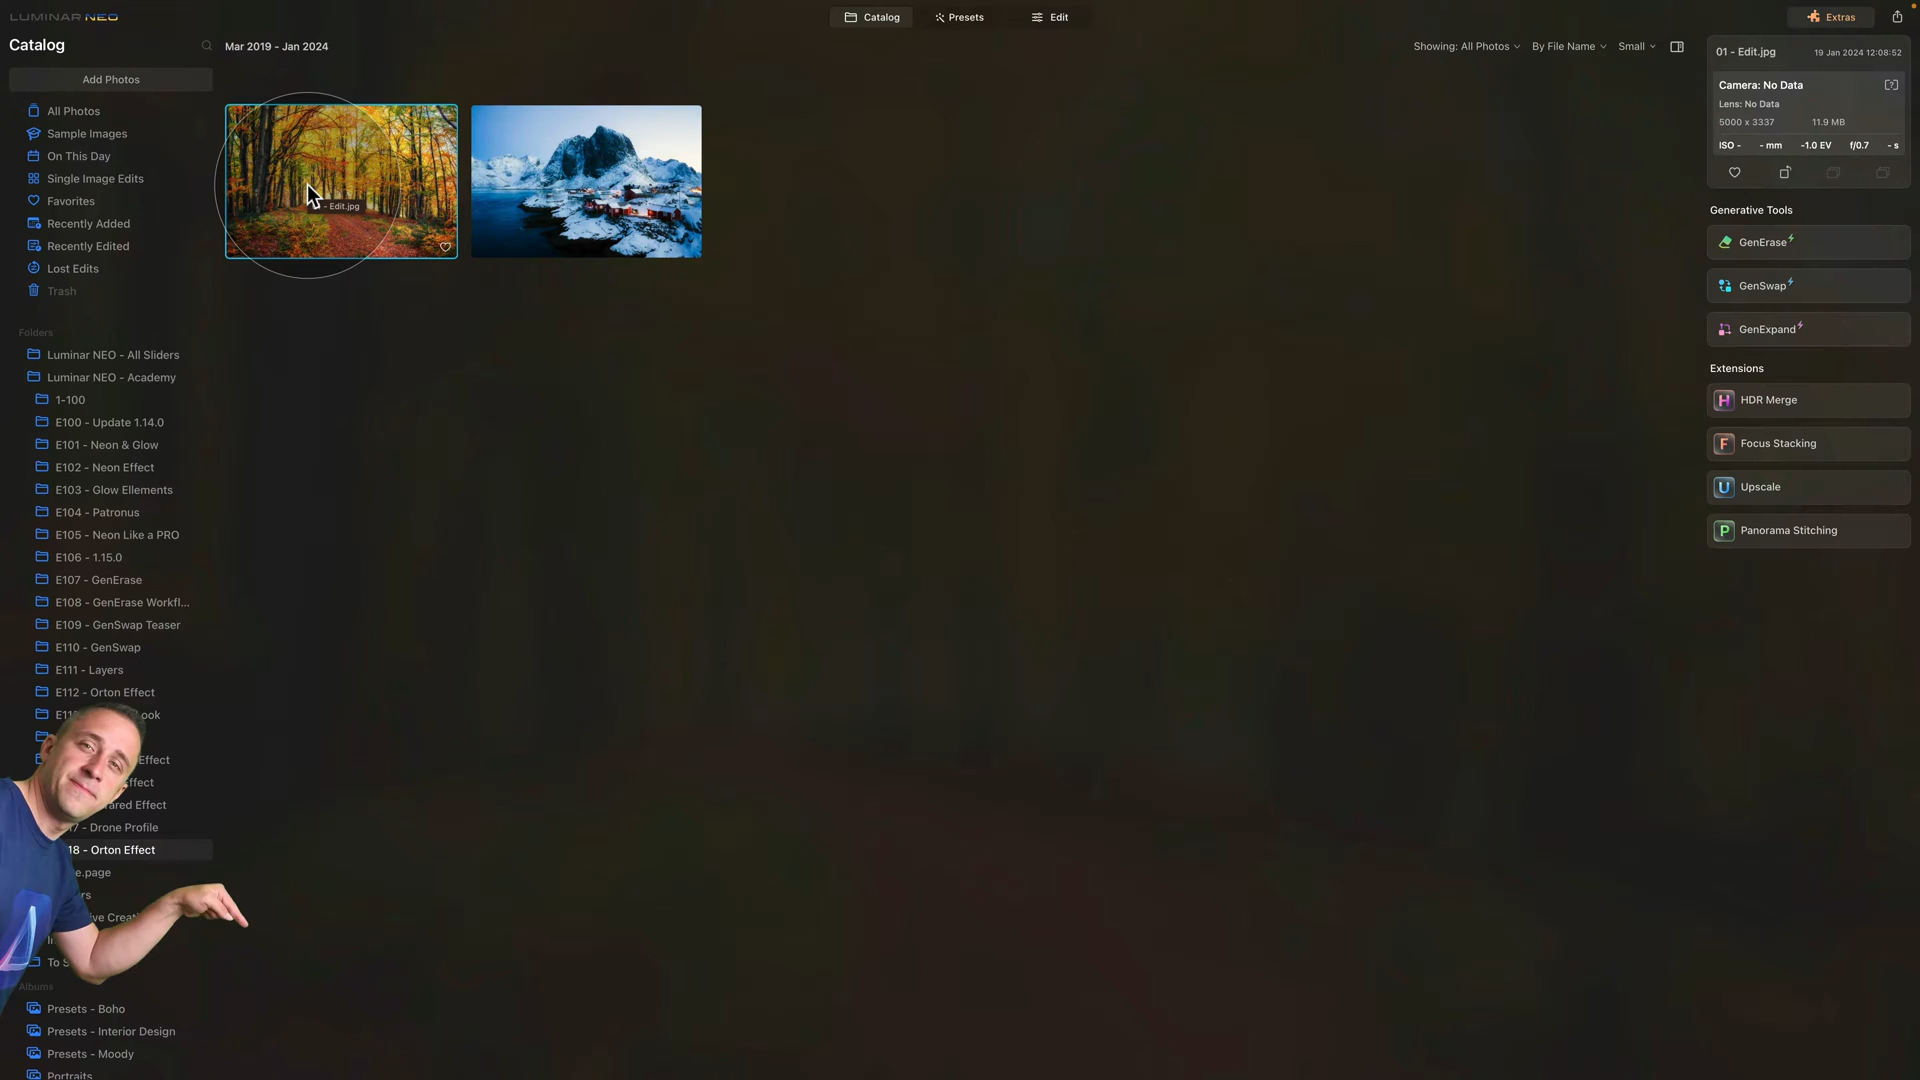 LUMINAR NEO
Catalog
Presets
Edit
Extras
Catalog
Mar 2019 - Jan 2024
Showing: All Photos
By File Name
Small
Add Photos
All Photos
Sample Images
On This Day
Single Image Edits
Favorites
Recently Added
Recently Edited
Lost Edits
Trash
Folders
Luminar NEO - All Sliders
Luminar NEO - Academy
1-100
E100 - Update 1.14.0
E101 - Neon & Glow
E102 - Neon Effect
E103 - Glow Ellements
E104 - Patronus
E105 - Neon Like a PRO
E106 - 1.15.0
E107 - GenErase
E108 - GenErase Workfl...
E109 - GenSwap Teaser
E110 - GenSwap
E111 - Layers
E112 - Orton Effect
Effect
- Drone Profile
18 - Orton Effect
Albums
Presets - Boho
Presets - Interior Design
Presets - Moody
Portraits
- Edit.jpg
01 - Edit.jpg
19 Jan 2024 12:08:52
Camera: No Data
Lens: No Data
5000 x 3337
11.9 MB
ISO -
- mm
-1.0 EV
f/0.7
- s
Generative Tools
GenErase
GenSwap
GenExpand
Extensions
H HDR Merge
F Focus Stacking
U Upscale
P Panorama Stitching